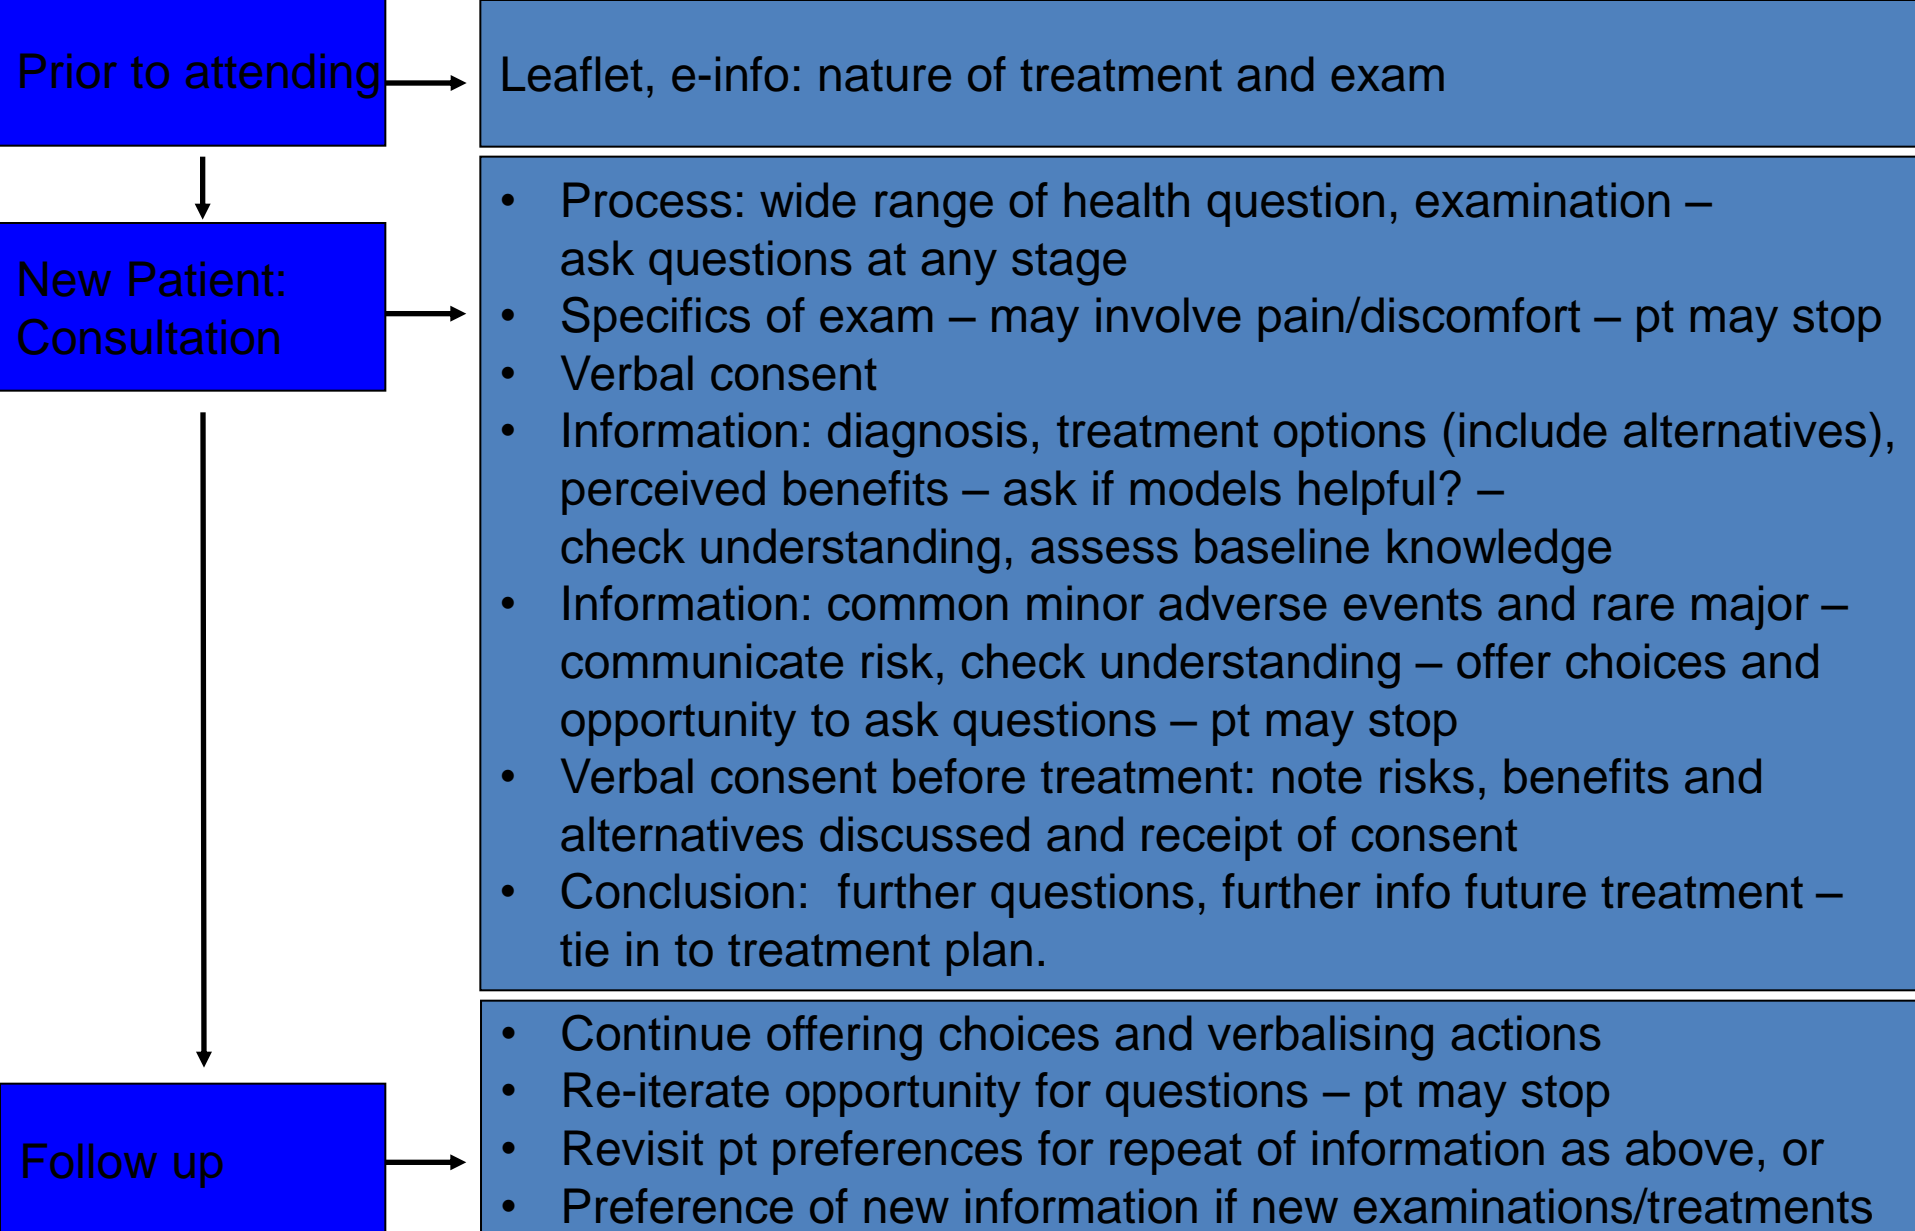 Prior to attending
Leaflet, e-info: nature of treatment and exam
New Patient:
Consultation
• Process: wide range of health question, examination –
ask questions at any stage
• Specifics of exam – may involve pain/discomfort – pt may stop
• Verbal consent
• Information: diagnosis, treatment options (include alternatives),
perceived benefits – ask if models helpful? –
check understanding, assess baseline knowledge
• Information: common minor adverse events and rare major –
communicate risk, check understanding – offer choices and
opportunity to ask questions – pt may stop
• Verbal consent before treatment: note risks, benefits and
alternatives discussed and receipt of consent
• Conclusion: further questions, further info future treatment –
tie in to treatment plan.
Follow up
• Continue offering choices and verbalising actions
• Re-iterate opportunity for questions – pt may stop
• Revisit pt preferences for repeat of information as above, or
• Preference of new information if new examinations/treatments